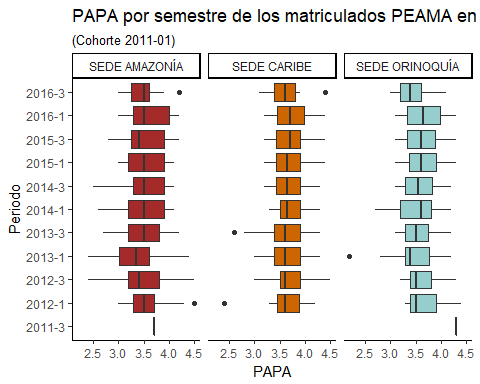 PAPA por semestre de los matriculados PEAMA en
(Cohorte 2011-01)
SEDE AMAZONÍA SEDE CARIBE SEDE ORINOQUÍA
2016-3
2016-1
2015-3
2015-1
2014-3
2014-1
2013-3
2013-1
2012-3
2012-1
2011-3
Periodo
2.5 3.0 3.5 4.0 4.5 2.5 3.0 3.5 4.0 4.5 2.5 3.0 3.5 4.0 4.5
PAPA